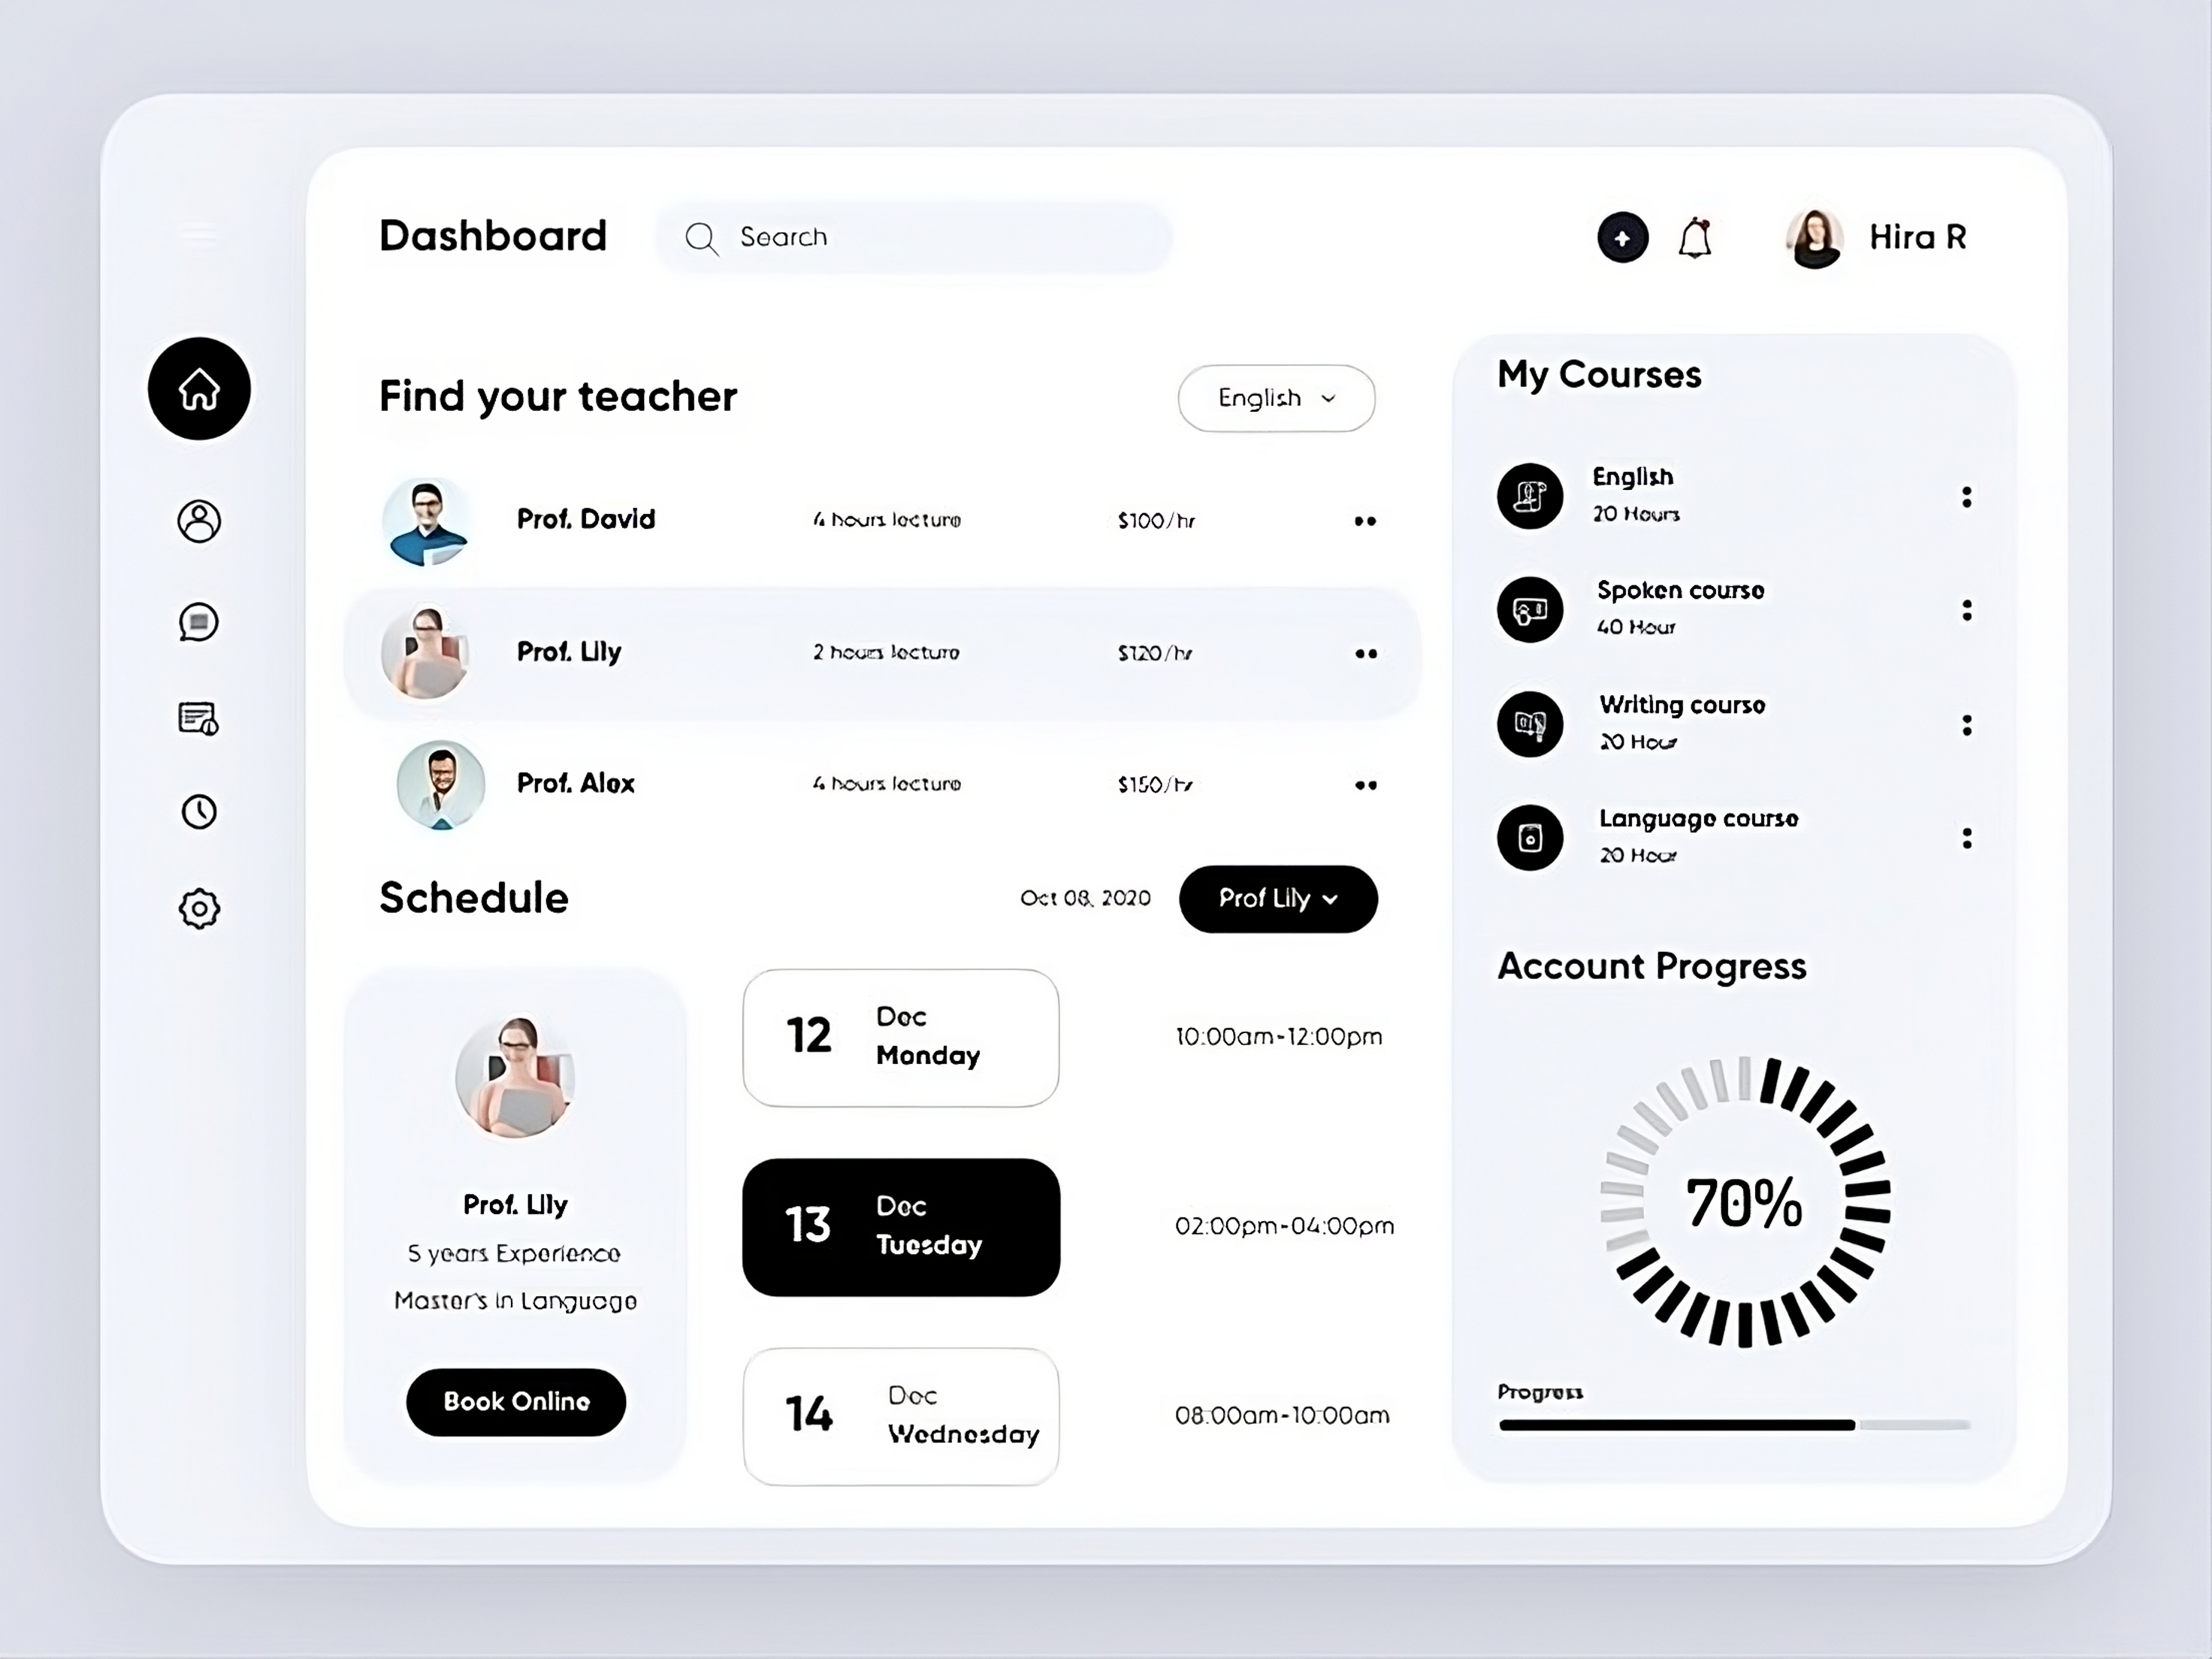 Dashboard
Search
Hira R
Find your teacher
English
Prof. David
4 hours lecture
$100/hr
Prof. Lily
2 hours lecture
$120/hr
Prof. Alex
4 hours lecture
$150/hr
Schedule
Oct 08, 2020
Prof Lily
Prof. Lily
5 years Experience
Master's in Language
Book Online
12
Dec
Monday
10:00am-12:00pm
13
Dec
Tuesday
02:00pm-04:00pm
14
Dec
Wednesday
08:00am-10:00am
My Courses
English
20 Hours
Spoken course
40 Hour
Writing course
20 Hour
Language course
20 Hour
Account Progress
70%
Progress